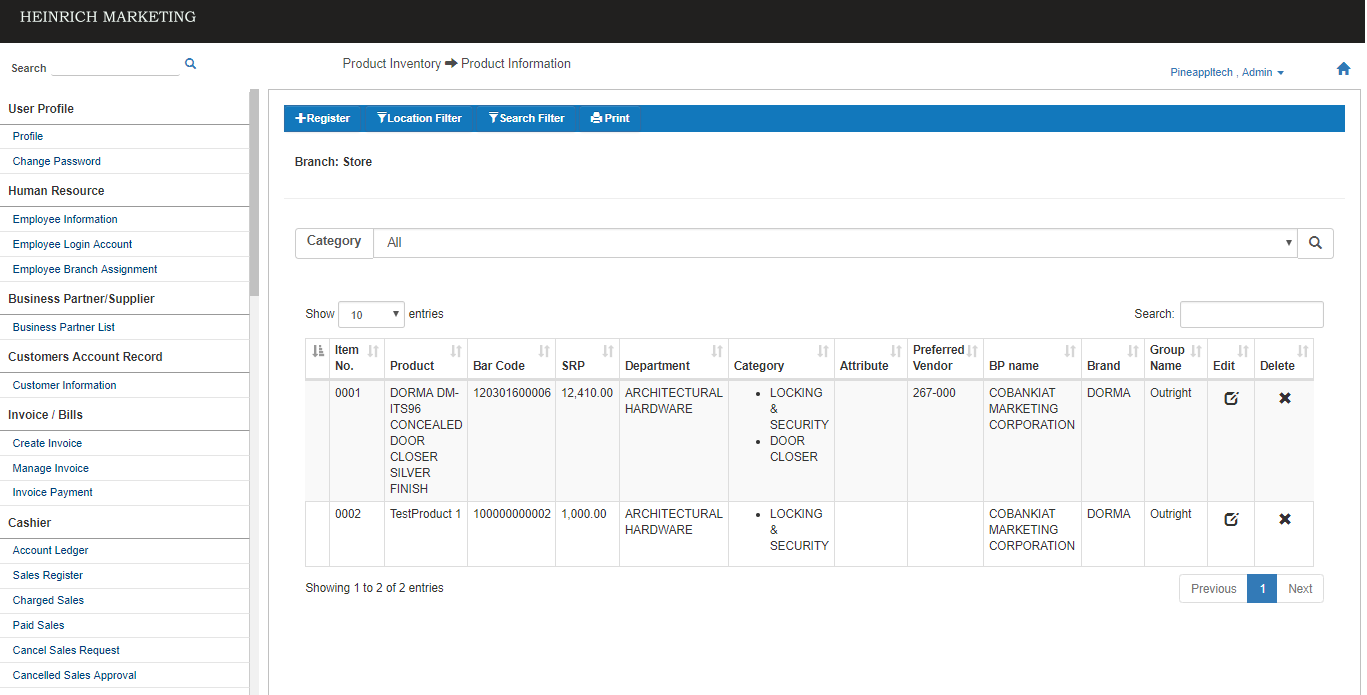 HEINRICH MARKETING
Search
Product Inventory Product Information
Pineappltech , Admin
User Profile
Profile
Change Password
Human Resource
Employee Information
Employee Login Account
Employee Branch Assignment
Business Partner/Supplier
Business Partner List
Customers Account Record
Customer Information
Invoice / Bills
Create Invoice
Manage Invoice
Invoice Payment
Cashier
Account Ledger
Sales Register
Charged Sales
Paid Sales
Cancel Sales Request
Cancelled Sales Approval
Register Location Filter Search Filter Print
Branch: Store
Category All
Show 10 entries
Search:
Item No. Product Bar Code SRP Department Category Attribute Preferred Vendor BP name Brand Group Name Edit Delete
0001 DORMA DM- 120301600006 12,410.00 ARCHITECTURAL • LOCKING 267-000 COBANKIAT DORMA Outright
ITS96 HARDWARE & MARKETING
CONCEALED SECURITY CORPORATION
DOOR • DOOR
CLOSER CLOSER
SILVER
FINISH
0002 TestProduct 1 100000000002 1,000.00 ARCHITECTURAL • LOCKING COBANKIAT DORMA Outright
HARDWARE & MARKETING
SECURITY CORPORATION
Showing 1 to 2 of 2 entries
Previous 1 Next